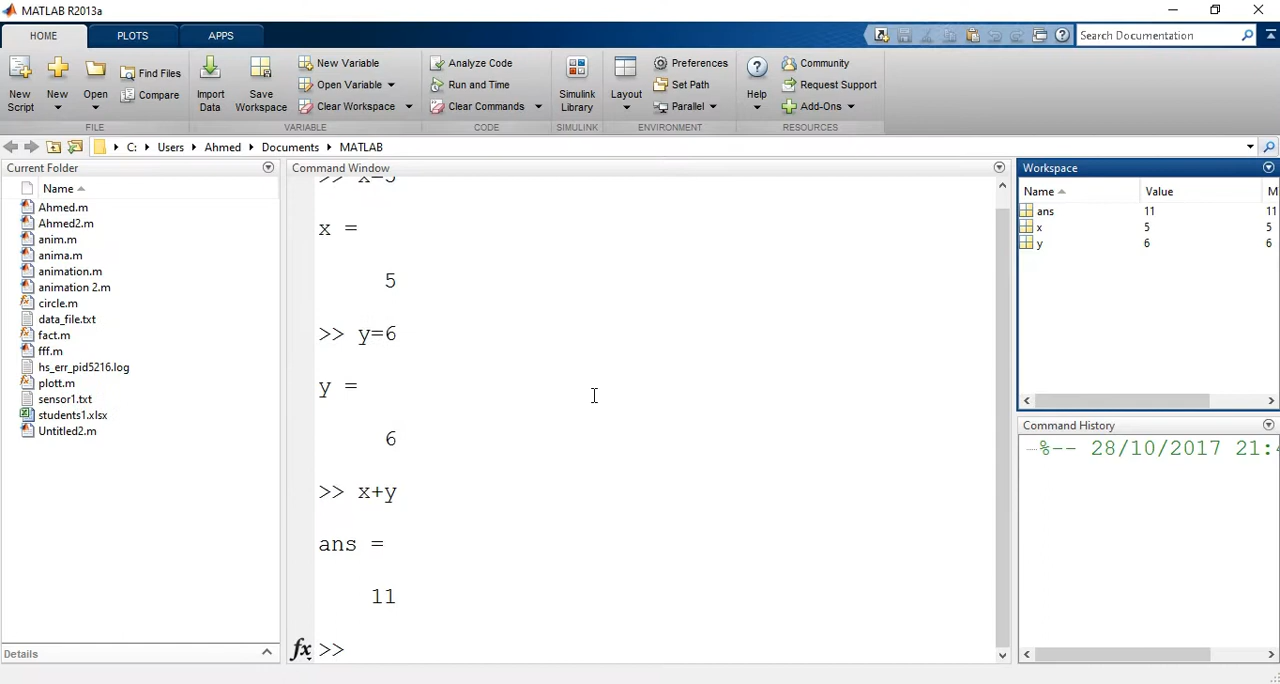 MATLAB R2013a
HOME PLOTS APPS
Search Documentation
New Script
New
Open
Find Files
Compare
Import Data
Save Workspace
New Variable
Open Variable
Clear Workspace
Analyze Code
Run and Time
Clear Commands
Simulink Library
Layout
Preferences
Set Path
Parallel
Help
Community
Request Support
Add-Ons
FILE VARIABLE CODE SIMULINK ENVIRONMENT RESOURCES
C: Users Ahmed Documents MATLAB
Current Folder
Name
Ahmed.m
Ahmed2.m
anim.m
anima.m
animation.m
animation 2.m
circle.m
data_file.txt
fact.m
fff.m
hs_err_pid5216.log
plott.m
sensor1.txt
students1.xlsx
Untitled2.m
Details
Command Window
>> x=5
x =
5
>> y=6
y =
6
>> x+y
ans =
11
fx >>
Workspace
Name Value M
ans 11 11
x 5 5
y 6 6
Command History
%-- 28/10/2017 21: